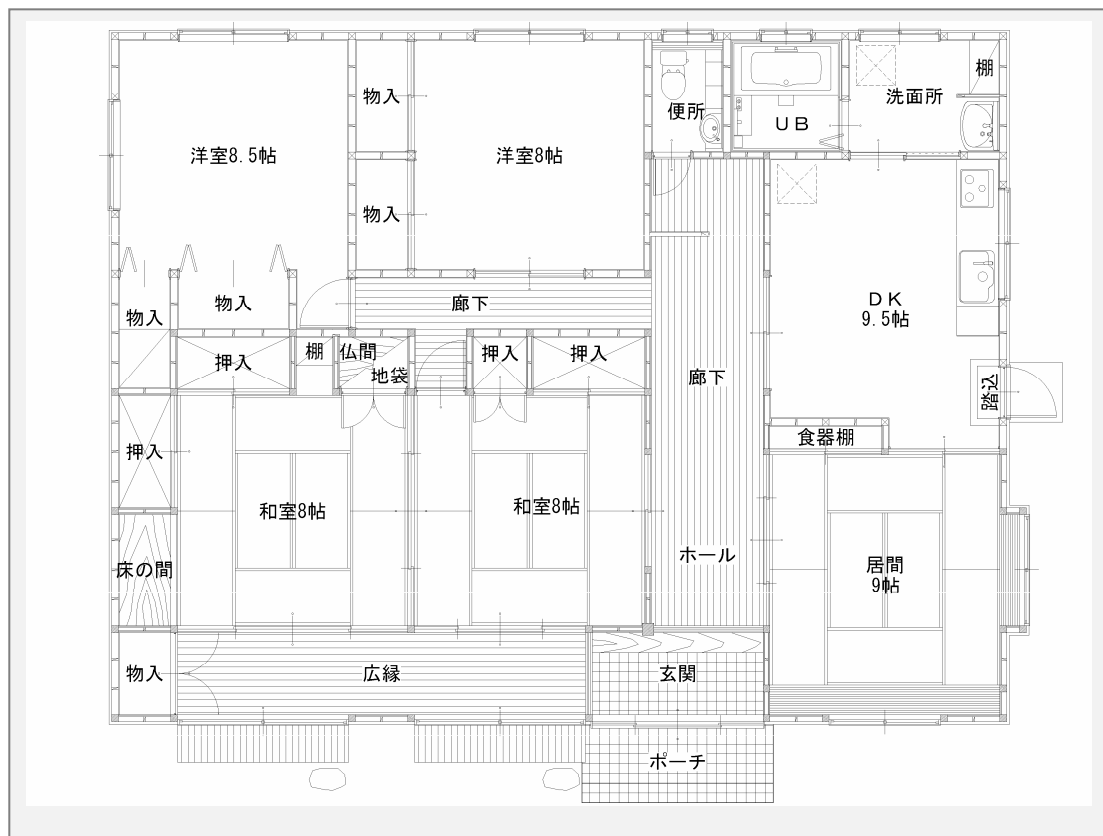 棚
物入
便所
UB
洗面所
洋室8.5帖
洋室8帖
物入
物入
物入
廊下
DK
9.5帖
押入
棚
仏間
地袋
押入
押入
廊下
踏込
押入
食器棚
和室8帖
和室8帖
床の間
ホール
居間
9帖
物入
広縁
玄関
ポーチ